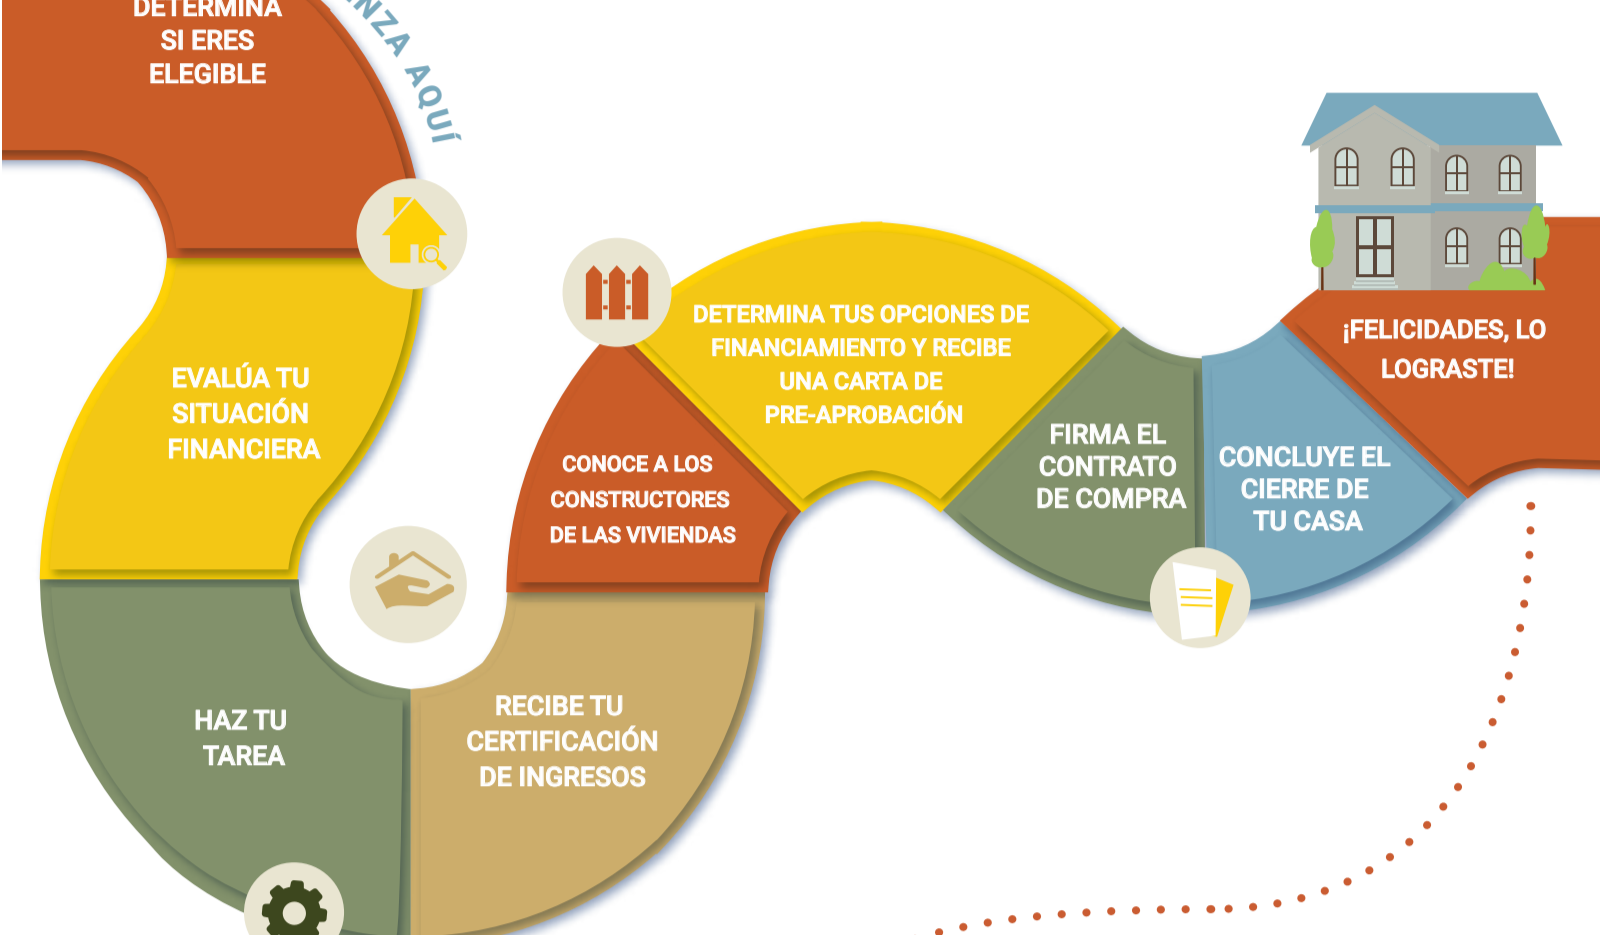 DETERMINA
SI ERES
ELEGIBLE
AQUÍ
EVALÚA TU
SITUACIÓN
FINANCIERA
HAZ TU
TAREA
RECIBE TU
CERTIFICACIÓN
DE INGRESOS
CONOCE A LOS
CONSTRUCTORES
DE LAS VIVIENDAS
DETERMINA TUS OPCIONES DE
FINANCIAMIENTO Y RECIBE
UNA CARTA DE
PRE-APROBACIÓN
FIRMA EL
CONTRATO
DE COMPRA
CONCLUYE EL
CIERRE DE
TU CASA
¡FELICIDADES, LO
LOGRASTE!